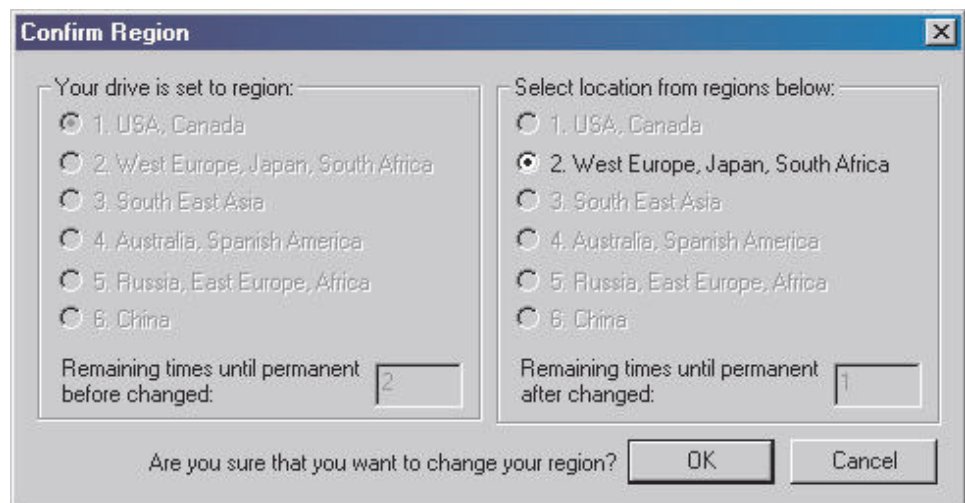 Confirm Region
Your drive is set to region:
1. USA, Canada
2. West Europe, Japan, South Africa
3. South East Asia
4. Australia, Spanish America
5. Russia, East Europe, Africa
6. China
Remaining times until permanent
before changed:
2
Select location from regions below:
1. USA, Canada
2. West Europe, Japan, South Africa
3. South East Asia
4. Australia, Spanish America
5. Russia, East Europe, Africa
6. China
Remaining times until permanent
after changed:
1
Are you sure that you want to change your region?
OK
Cancel